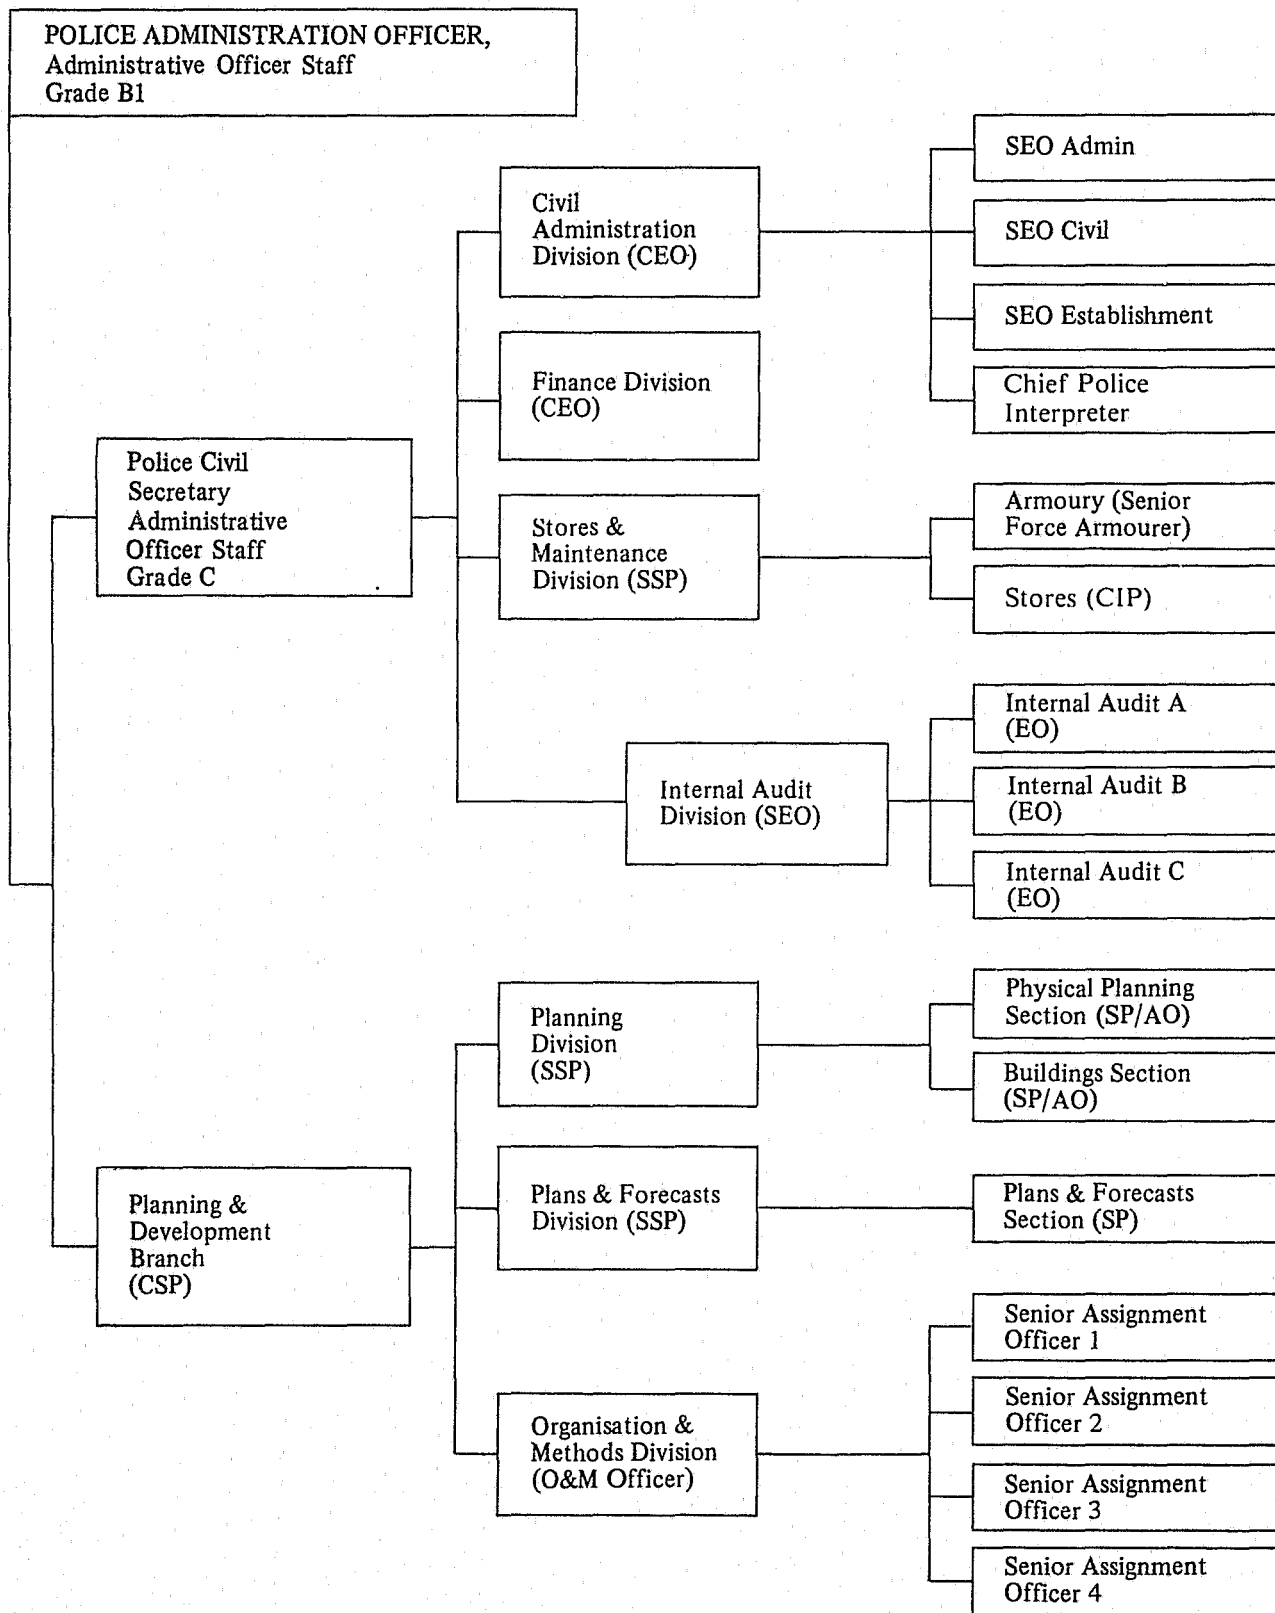 POLICE ADMINISTRATION OFFICER,
Administrative Officer Staff
Grade B1
Police Civil
Secretary
Administrative
Officer Staff
Grade C
Civil
Administration
Division (CEO)
SEO Admin
SEO Civil
SEO Establishment
Chief Police
Interpreter
Finance Division
(CEO)
Stores &
Maintenance
Division (SSP)
Armoury (Senior
Force Armourer)
Stores (CIP)
Internal Audit
Division (SEO)
Internal Audit A
(EO)
Internal Audit B
(EO)
Internal Audit C
(EO)
Planning &
Development
Branch
(CSP)
Planning
Division
(SSP)
Physical Planning
Section (SP/AO)
Buildings Section
(SP/AO)
Plans & Forecasts
Division (SSP)
Plans & Forecasts
Section (SP)
Organisation &
Methods Division
(O&M Officer)
Senior Assignment
Officer 1
Senior Assignment
Officer 2
Senior Assignment
Officer 3
Senior Assignment
Officer 4